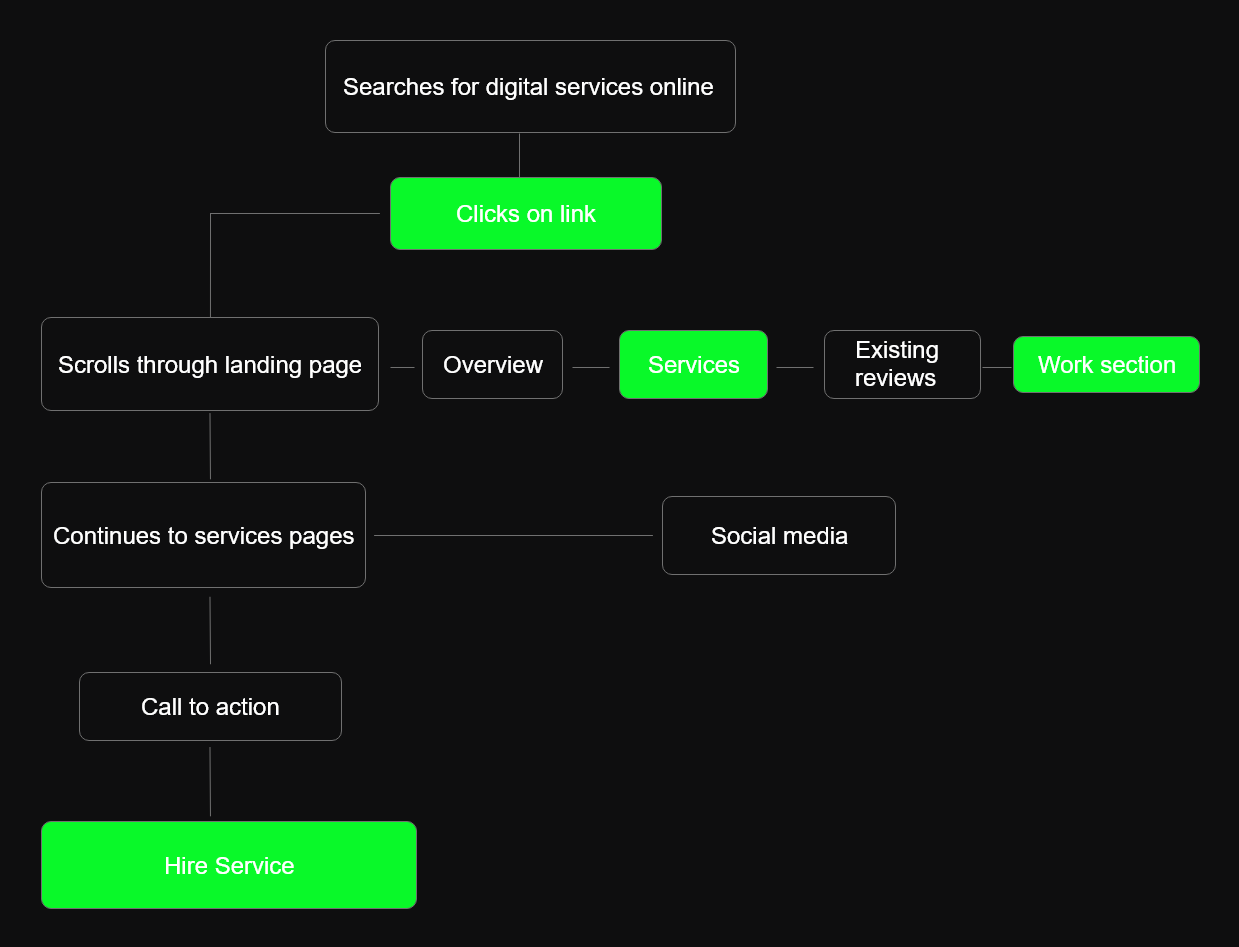 Searches for digital services online
Clicks on link
Scrolls through landing page
Overview
Services
Existing
reviews
Work section
Continues to services pages
Social media
Call to action
Hire Service